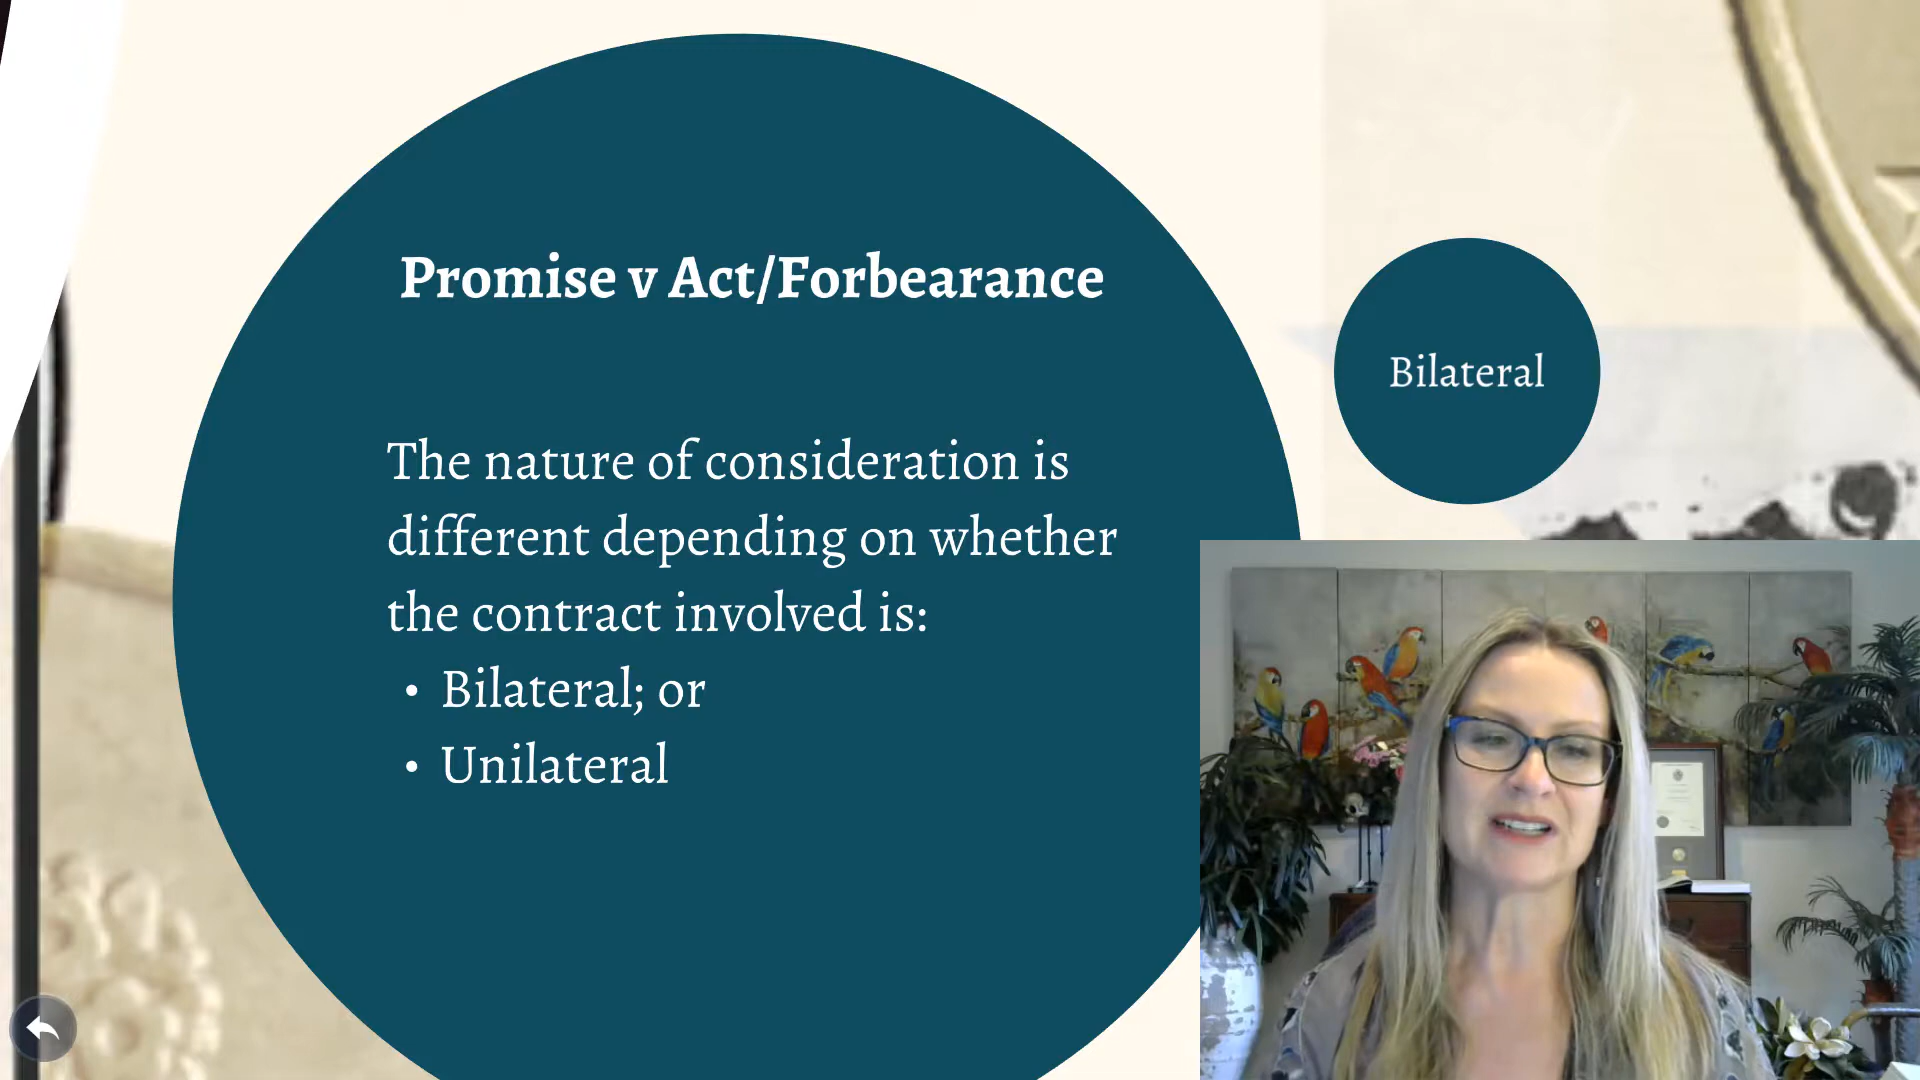 Promise v Act/Forbearance
The nature of consideration is
different depending on whether
the contract involved is:
• Bilateral; or
• Unilateral
Bilateral